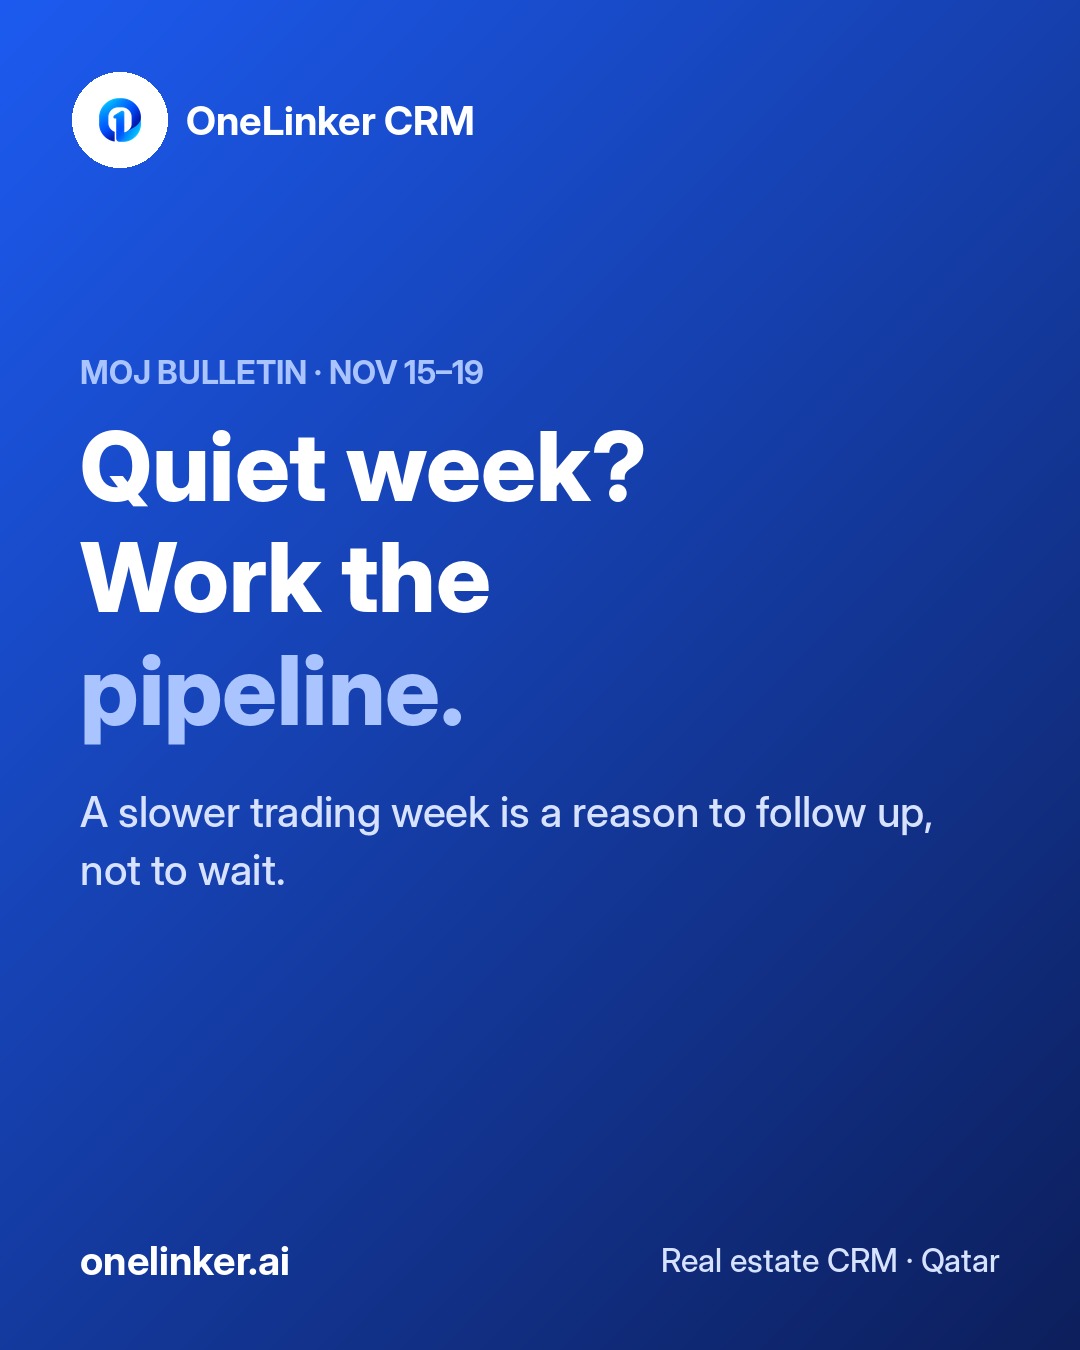 OneLinker CRM
MOJ BULLETIN · NOV 15–19
Quiet week?
Work the
pipeline.
A slower trading week is a reason to follow up,
not to wait.
onelinker.ai
Real estate CRM · Qatar